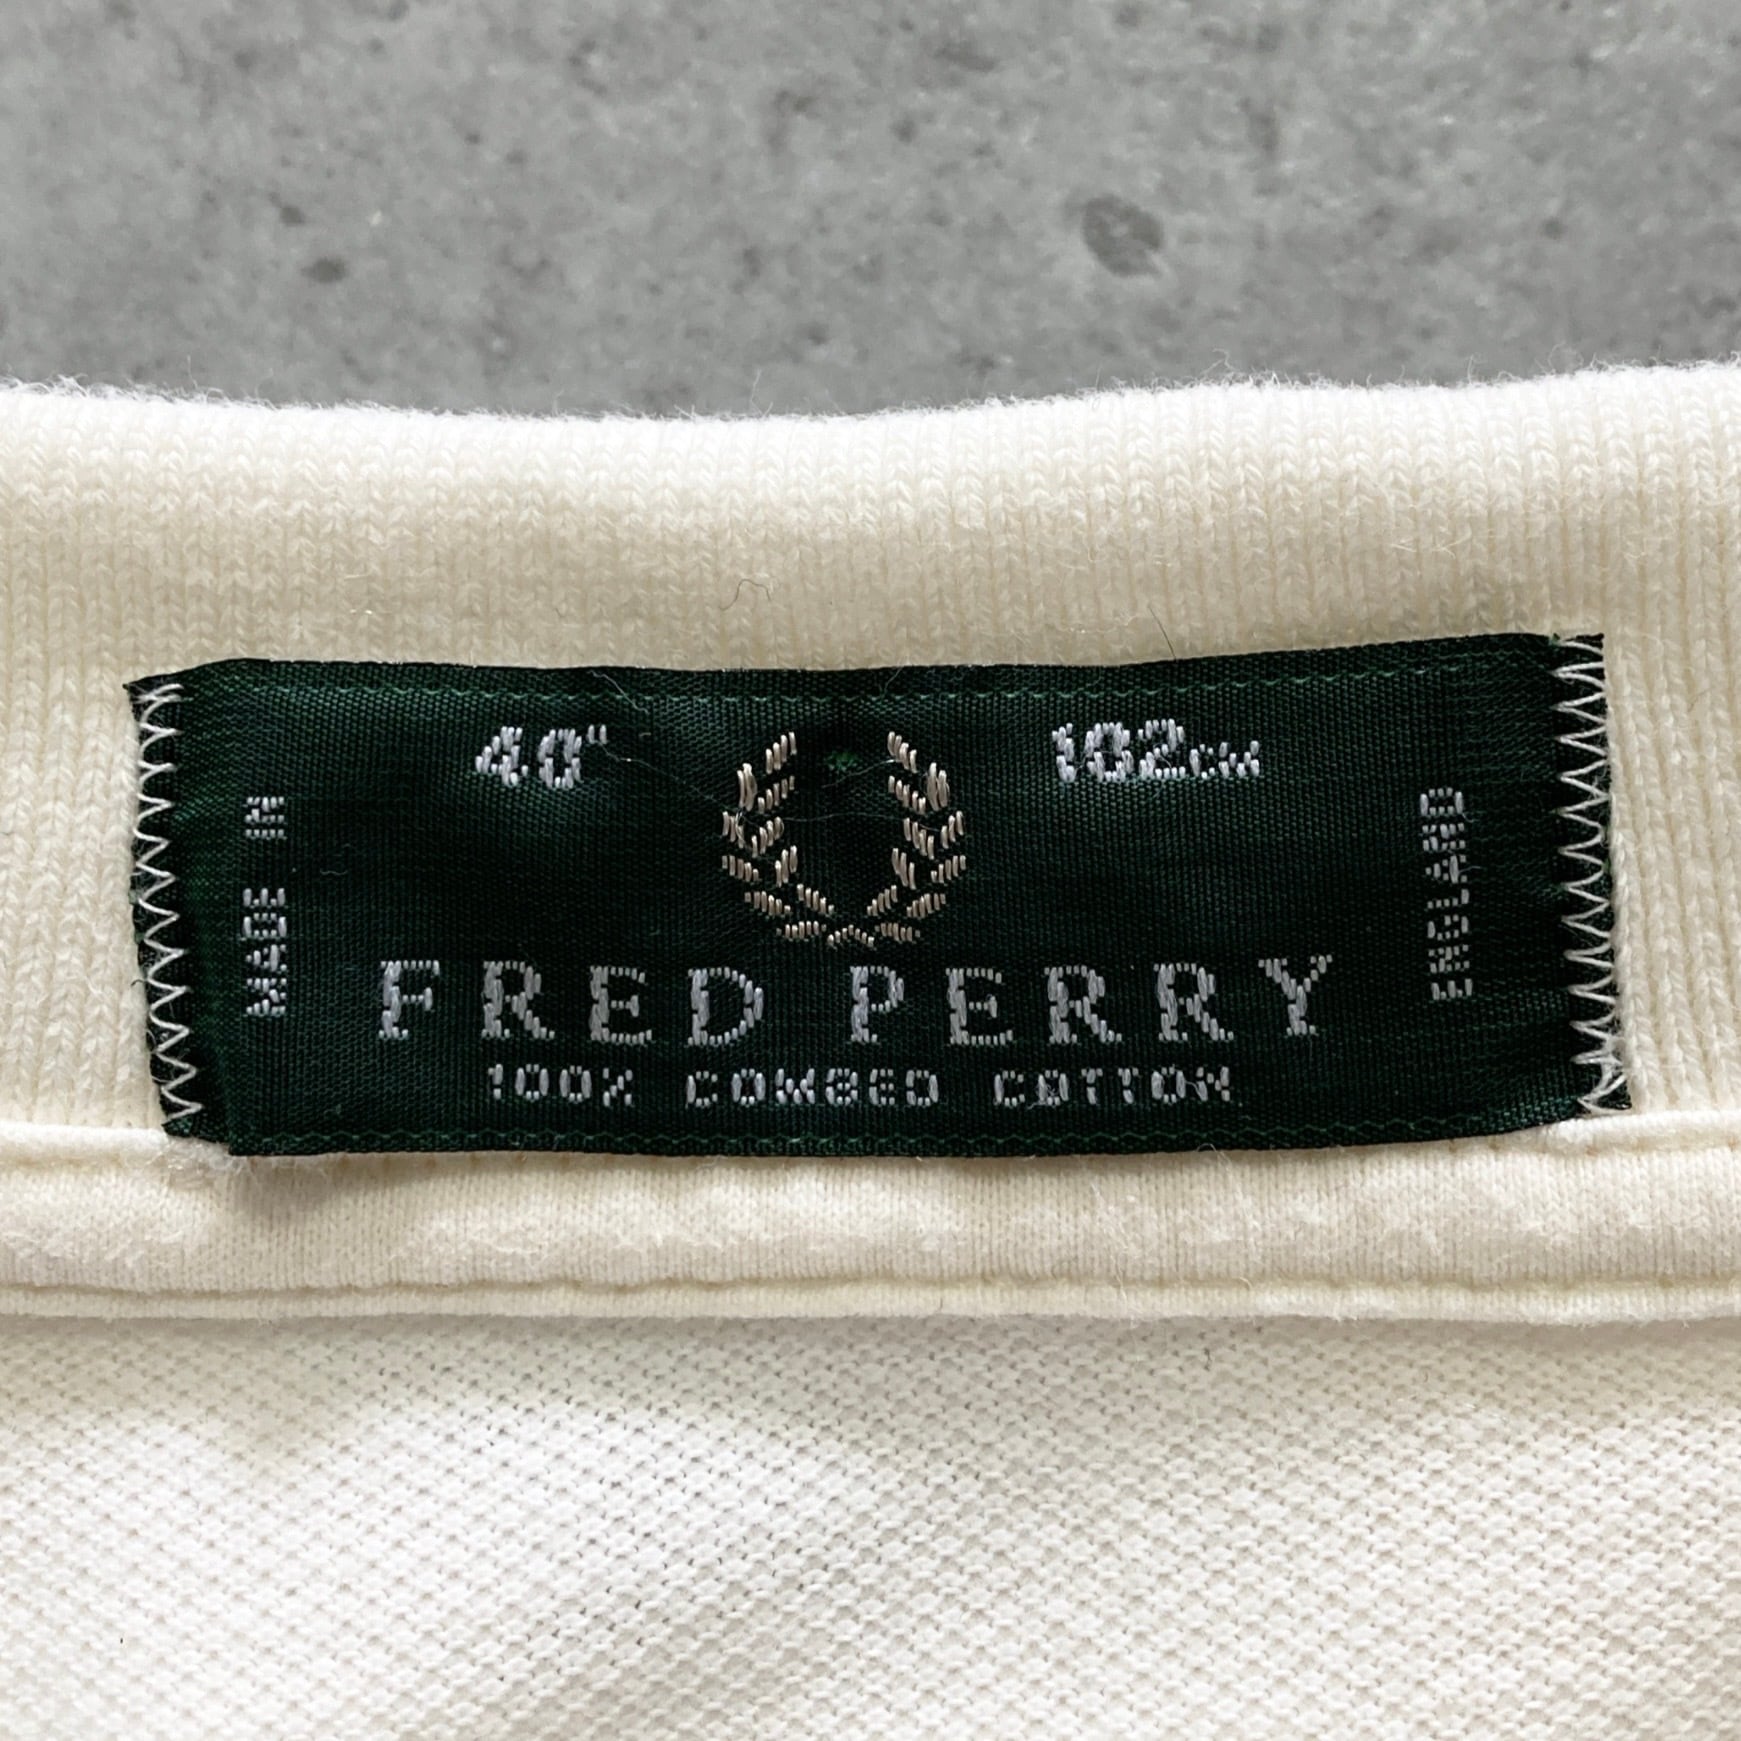 40" 102CM
MADE IN
ENGLAND
FRED PERRY
100% COMBED COTTON